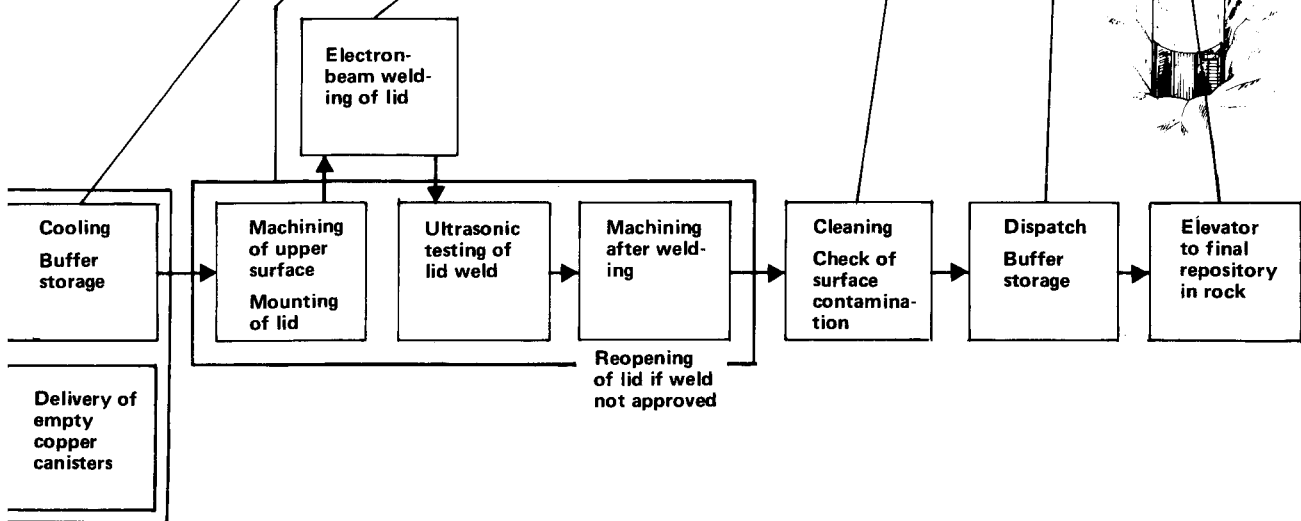 Electron-
beam weld-
ing of lid
Cooling
Buffer
storage
Machining
of upper
surface
Mounting
of lid
Ultrasonic
testing of
lid weld
Machining
after weld-
ing
Cleaning
Check of
surface
contamina-
tion
Dispatch
Buffer
storage
Elevator
to final
repository
in rock
Reopening
of lid if weld
not approved
Delivery of
empty
copper
canisters